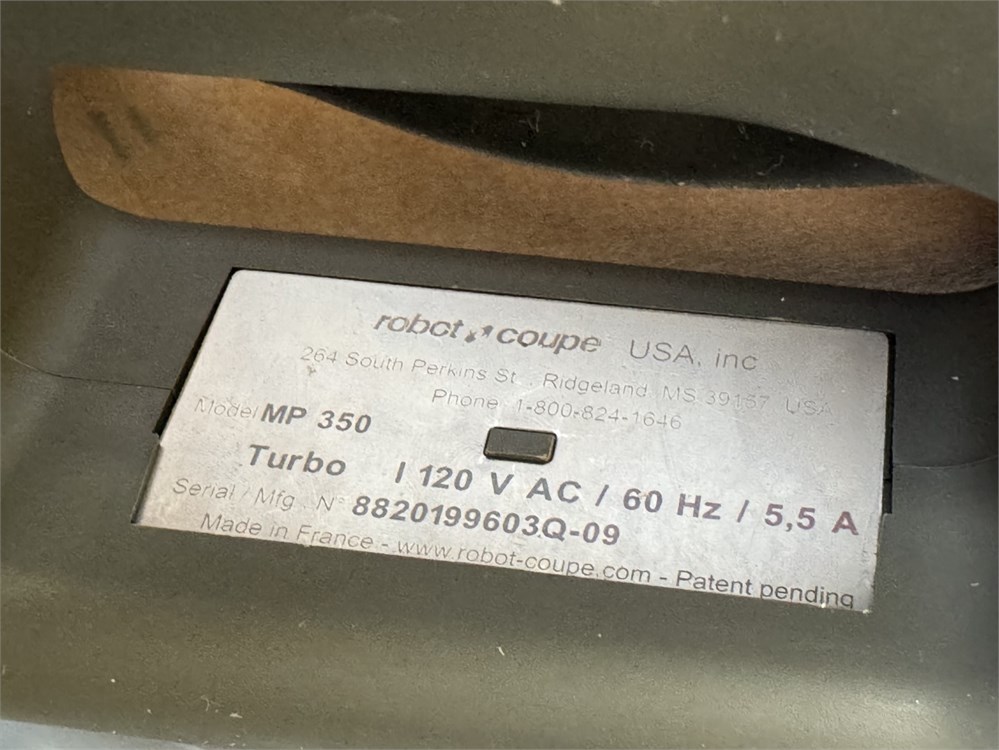 robot coupe USA, inc
264 South Perkins St . Ridgeland MS 39157 USA
Phone 1-800-824-1646
Model MP 350
Turbo I 120 V AC / 60 Hz / 5,5 A
Serial / Mfg . N° 8820199603Q-09
Made in France - www.robot-coupe.com - Patent pending